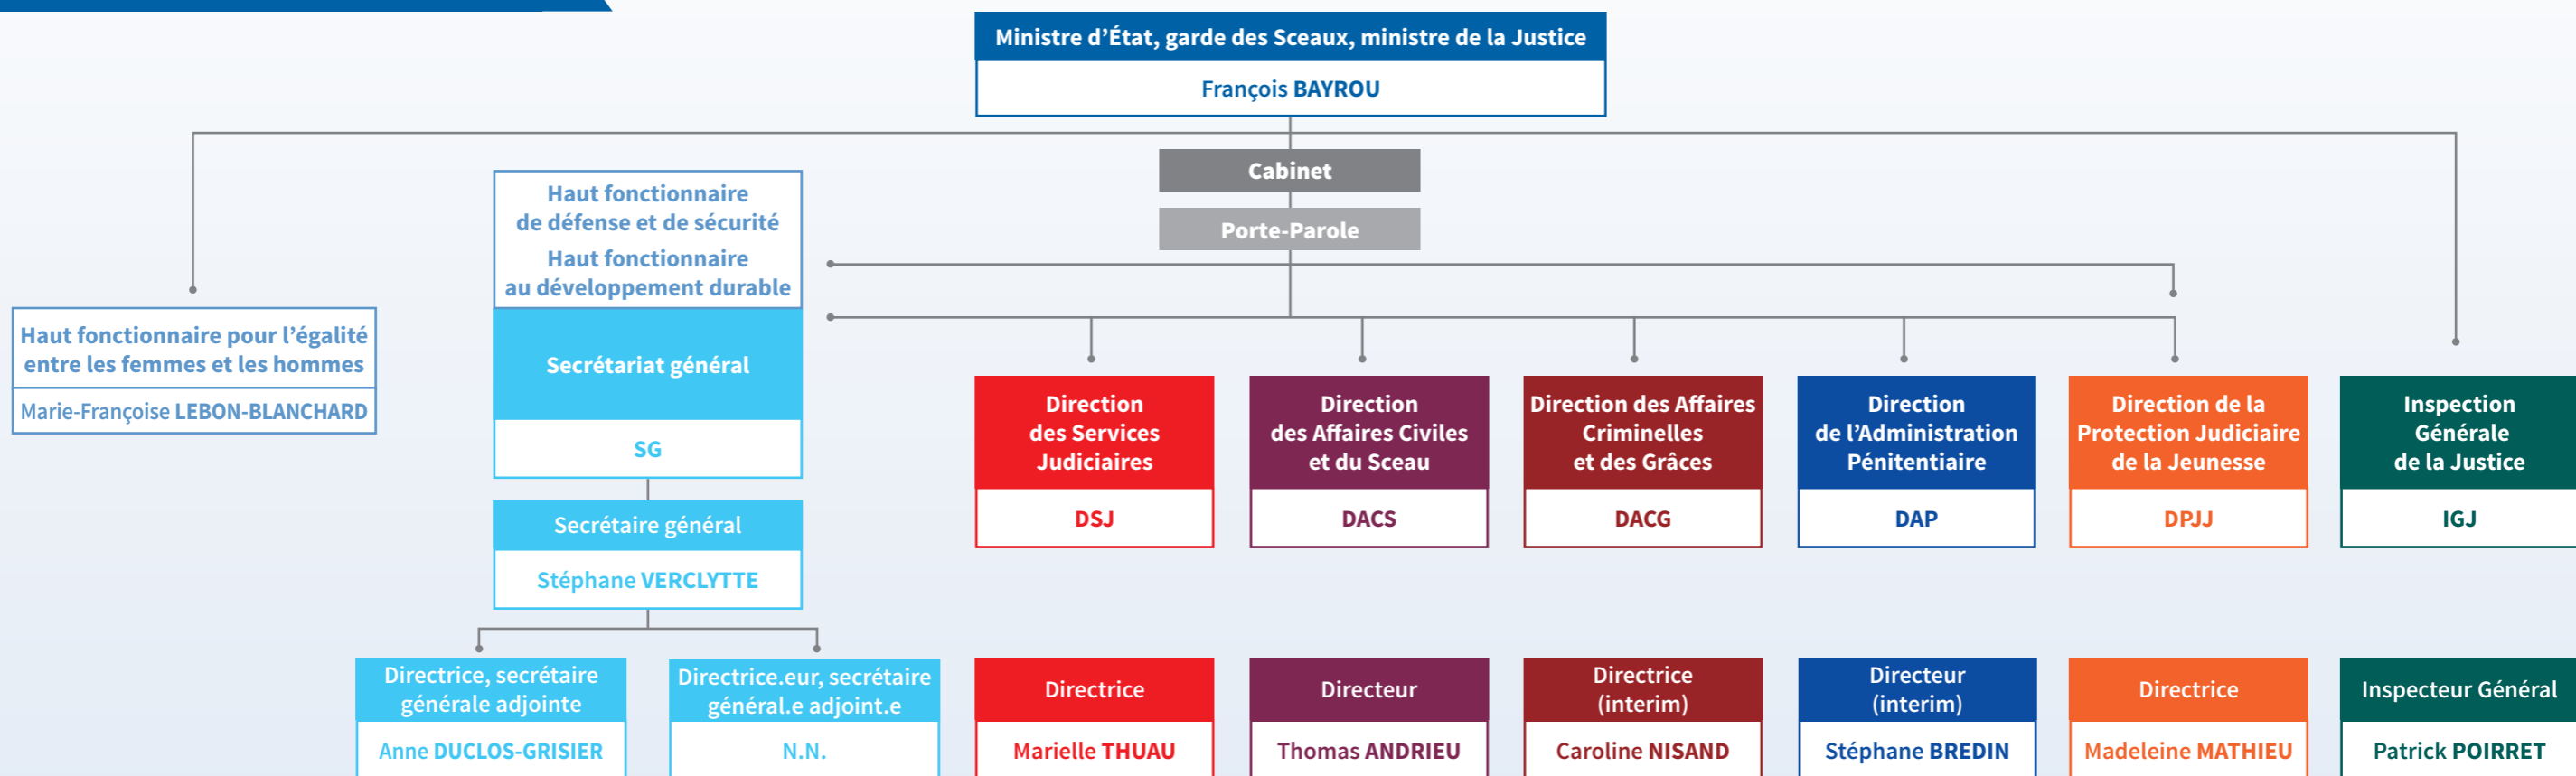 Ministre d’État, garde des Sceaux, ministre de la Justice
François BAYROU
Cabinet
Porte-Parole
Haut fonctionnaire
de défense et de sécurité
Haut fonctionnaire
au développement durable
Secrétariat général
SG
Secrétaire général
Stéphane VERCLYTTE
Haut fonctionnaire pour l’égalité
entre les femmes et les hommes
Marie-Françoise LEBON-BLANCHARD
Direction
des Services
Judiciaires
DSJ
Direction
des Affaires Civiles
et du Sceau
DACS
Direction des Affaires
Criminelles
et des Grâces
DACG
Direction
de l’Administration
Pénitentiaire
DAP
Direction de la
Protection Judiciaire
de la Jeunesse
DPJJ
Inspection
Générale
de la Justice
IGJ
Directrice, secrétaire
générale adjointe
Anne DUCLOS-GRISIER
Directrice.eur, secrétaire
général.e adjoint.e
N.N.
Directrice
Marielle THUAU
Directeur
Thomas ANDRIEU
Directrice
(interim)
Caroline NISAND
Directeur
(interim)
Stéphane BREDIN
Directrice
Madeleine MATHIEU
Inspecteur Général
Patrick POIRRET